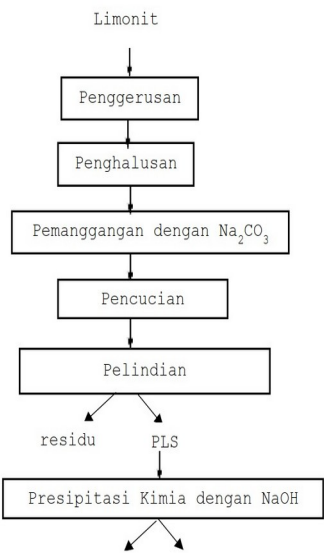 Limonit
Penggerusan
Penghalusan
Pemanggangan dengan Na₂CO₃
Pencucian
Pelindian
residu PLS
Presipitasi Kimia dengan NaOH